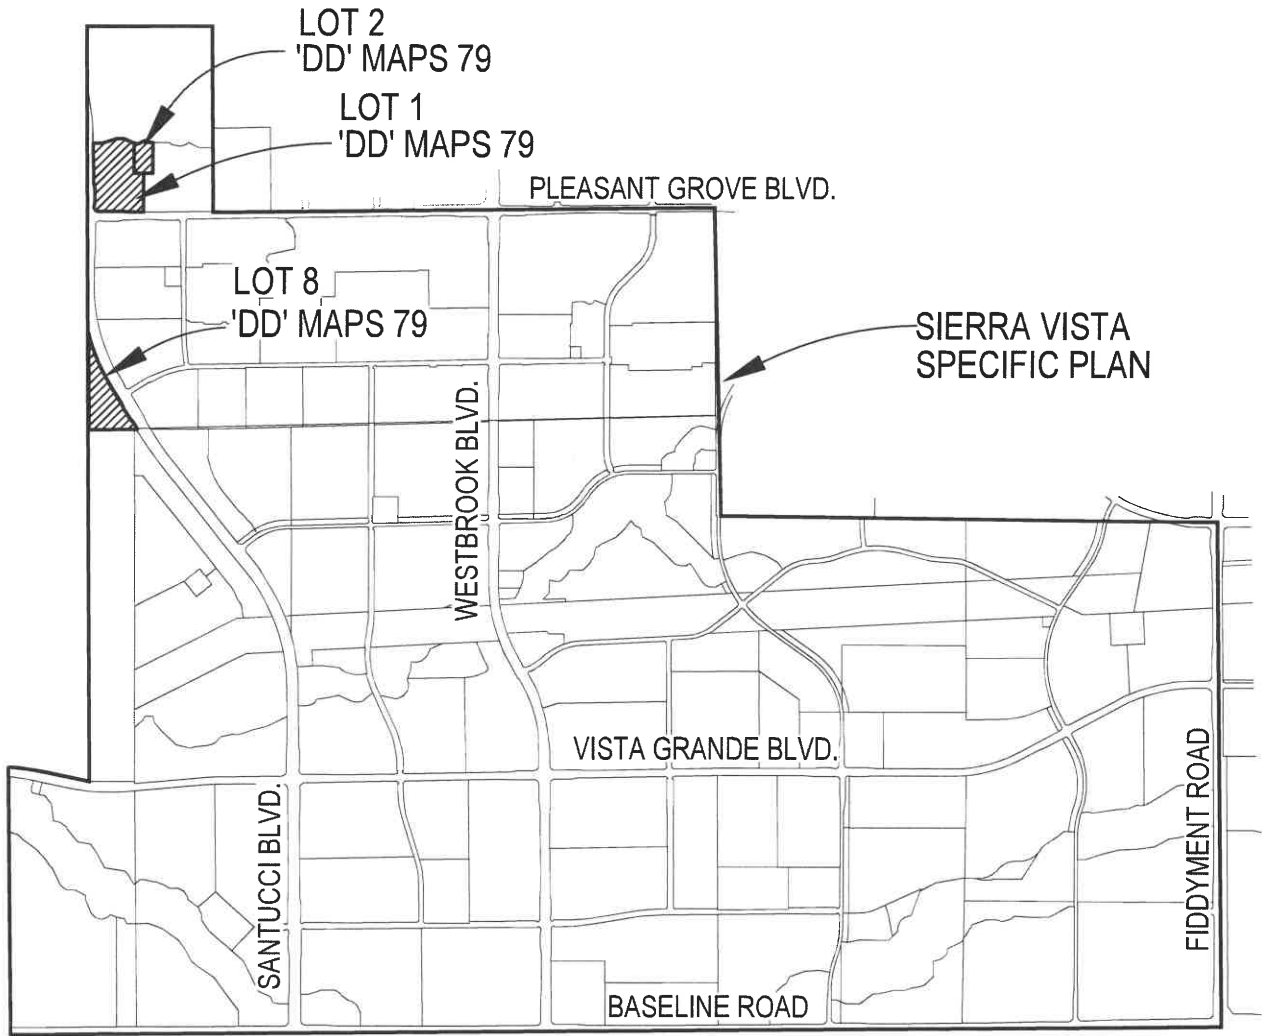 LOT 2
'DD' MAPS 79
LOT 1
'DD' MAPS 79
PLEASANT GROVE BLVD.
LOT 8
'DD' MAPS 79
SIERRA VISTA
SPECIFIC PLAN
WESTBROOK BLVD.
VISTA GRANDE BLVD.
SANTUCCI BLVD.
FIDDYMENT ROAD
BASELINE ROAD